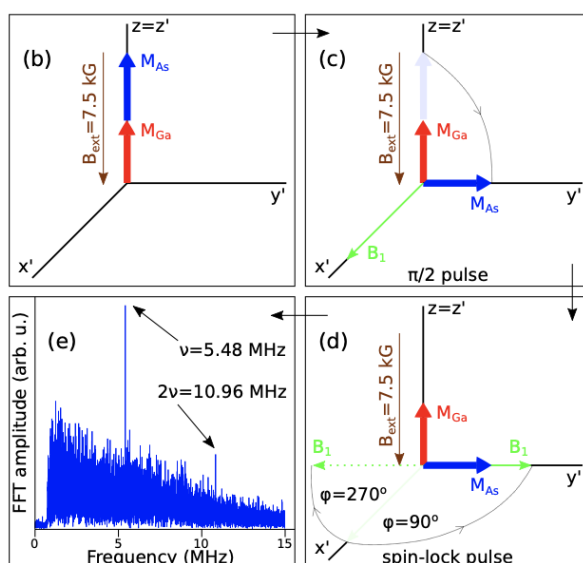 (b)
z=z'
M_As
M_Ga
B_ext=7.5 kG
y'
x'
(c)
z=z'
M_Ga
B_ext=7.5 kG
y'
M_As
B_1
x'
π/2 pulse
(e)
ν=5.48 MHz
2ν=10.96 MHz
FFT amplitude (arb. u.)
0 5 10 15
Frequency (MHz)
(d)
z=z'
M_Ga
B_ext=7.5 kG
B_1
B_1
y'
M_As
φ=270°
φ=90°
x'
spin-lock pulse